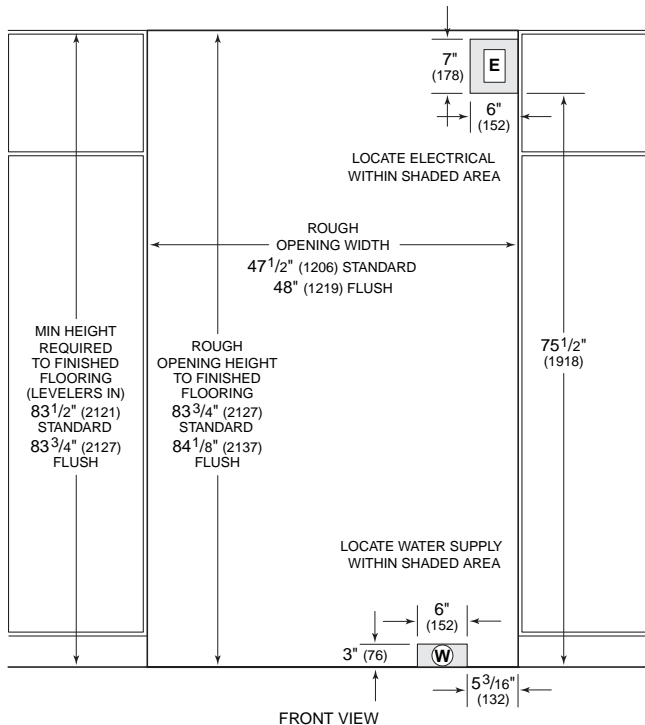 7"
(178)
E
6"
(152)
LOCATE ELECTRICAL
WITHIN SHADED AREA
ROUGH
OPENING WIDTH
47 1/2" (1206) STANDARD
48" (1219) FLUSH
MIN HEIGHT
REQUIRED
TO FINISHED
FLOORING
(LEVELERS IN)
83 1/2" (2121)
STANDARD
83 3/4" (2127)
FLUSH
ROUGH
OPENING HEIGHT
TO FINISHED
FLOORING
83 3/4" (2127)
STANDARD
84 1/8" (2137)
FLUSH
75 1/2"
(1918)
LOCATE WATER SUPPLY
WITHIN SHADED AREA
6"
(152)
3" (76)
W
5 3/16"
(132)
FRONT VIEW